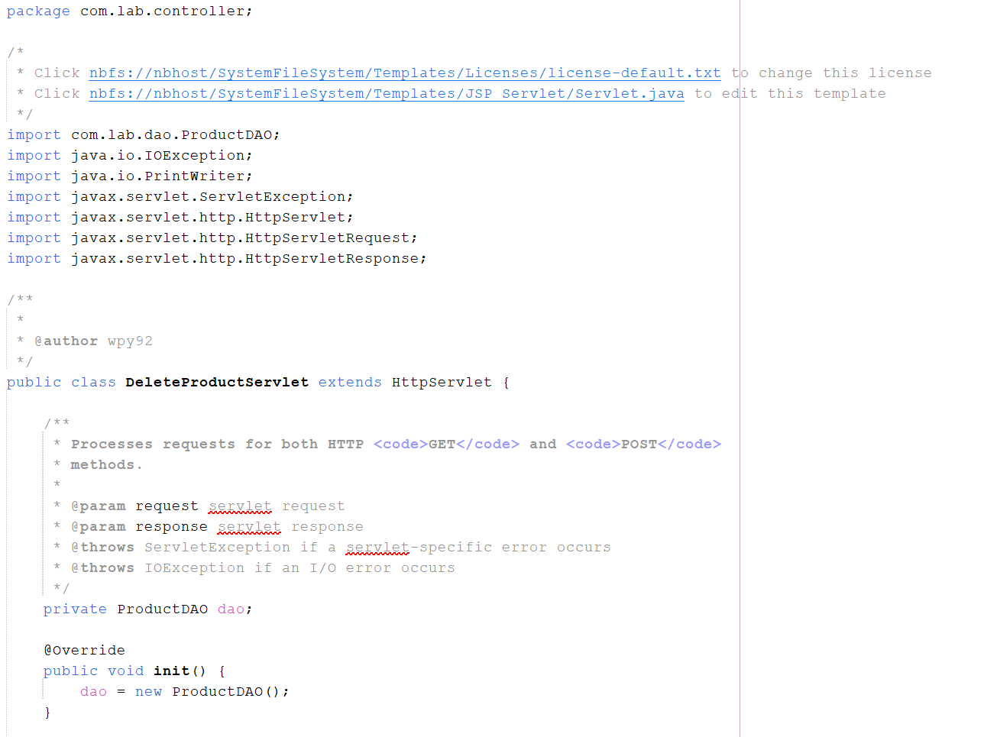 package com.lab.controller;
/*
 * Click nbfs://nbhost/SystemFileSystem/Templates/Licenses/license-default.txt to change this license
 * Click nbfs://nbhost/SystemFileSystem/Templates/JSP_Servlet/Servlet.java to edit this template
 */
import com.lab.dao.ProductDAO;
import java.io.IOException;
import java.io.PrintWriter;
import javax.servlet.ServletException;
import javax.servlet.http.HttpServlet;
import javax.servlet.http.HttpServletRequest;
import javax.servlet.http.HttpServletResponse;
/**
 *
 * @author wpy92
 */
public class DeleteProductServlet extends HttpServlet {
    /**
     * Processes requests for both HTTP <code>GET</code> and <code>POST</code>
     * methods.
     *
     * @param request servlet request
     * @param response servlet response
     * @throws ServletException if a servlet-specific error occurs
     * @throws IOException if an I/O error occurs
     */
    private ProductDAO dao;
    @Override
    public void init() {
        dao = new ProductDAO();
    }